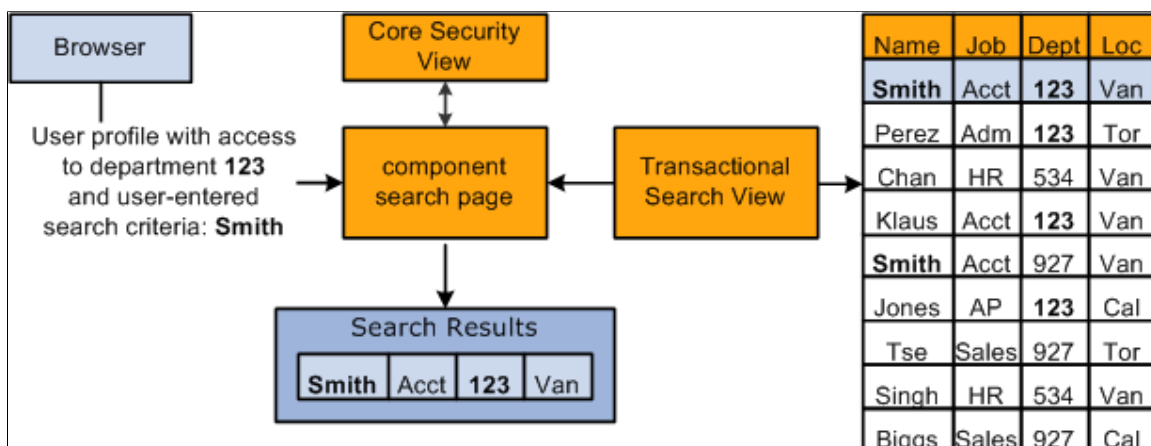 Browser
User profile with access
to department 123
and user-entered
search criteria: Smith
Core Security
View
component
search page
Transactional
Search View
Search Results
Smith Acct 123 Van
Name Job Dept Loc
Smith Acct 123 Van
Perez Adm 123 Tor
Chan HR 534 Van
Klaus Acct 123 Van
Smith Acct 927 Van
Jones AP 123 Cal
Tse Sales 927 Tor
Singh HR 534 Van
Biggs Sales 927 Cal